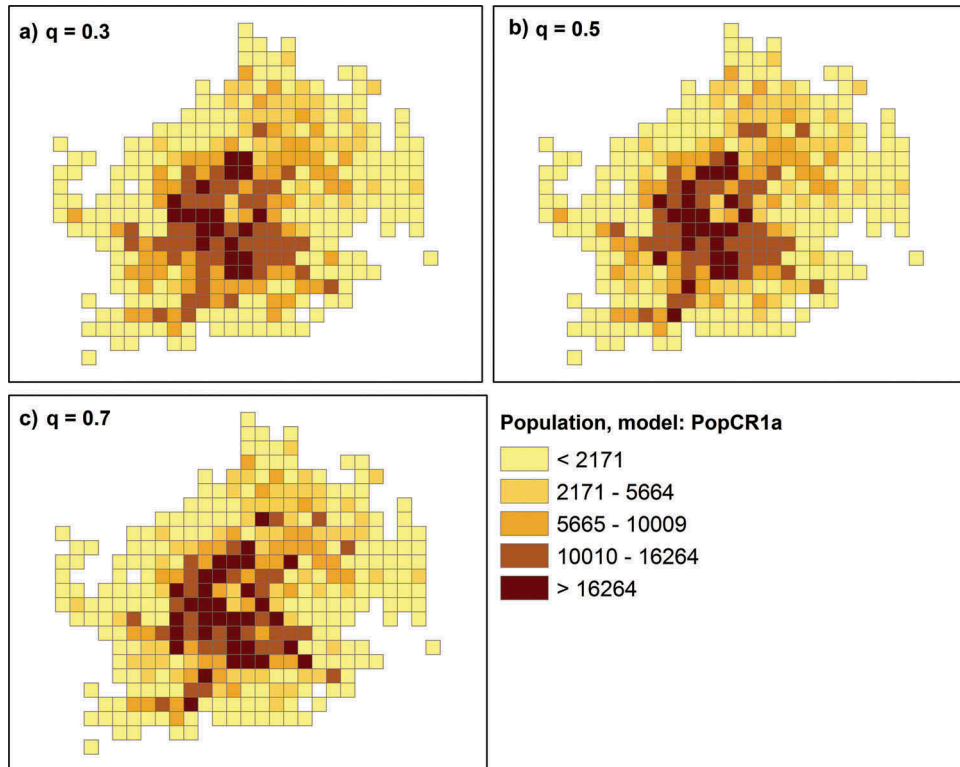 a) q = 0.3
b) q = 0.5
c) q = 0.7
Population, model: PopCR1a
< 2171
2171 - 5664
5665 - 10009
10010 - 16264
> 16264